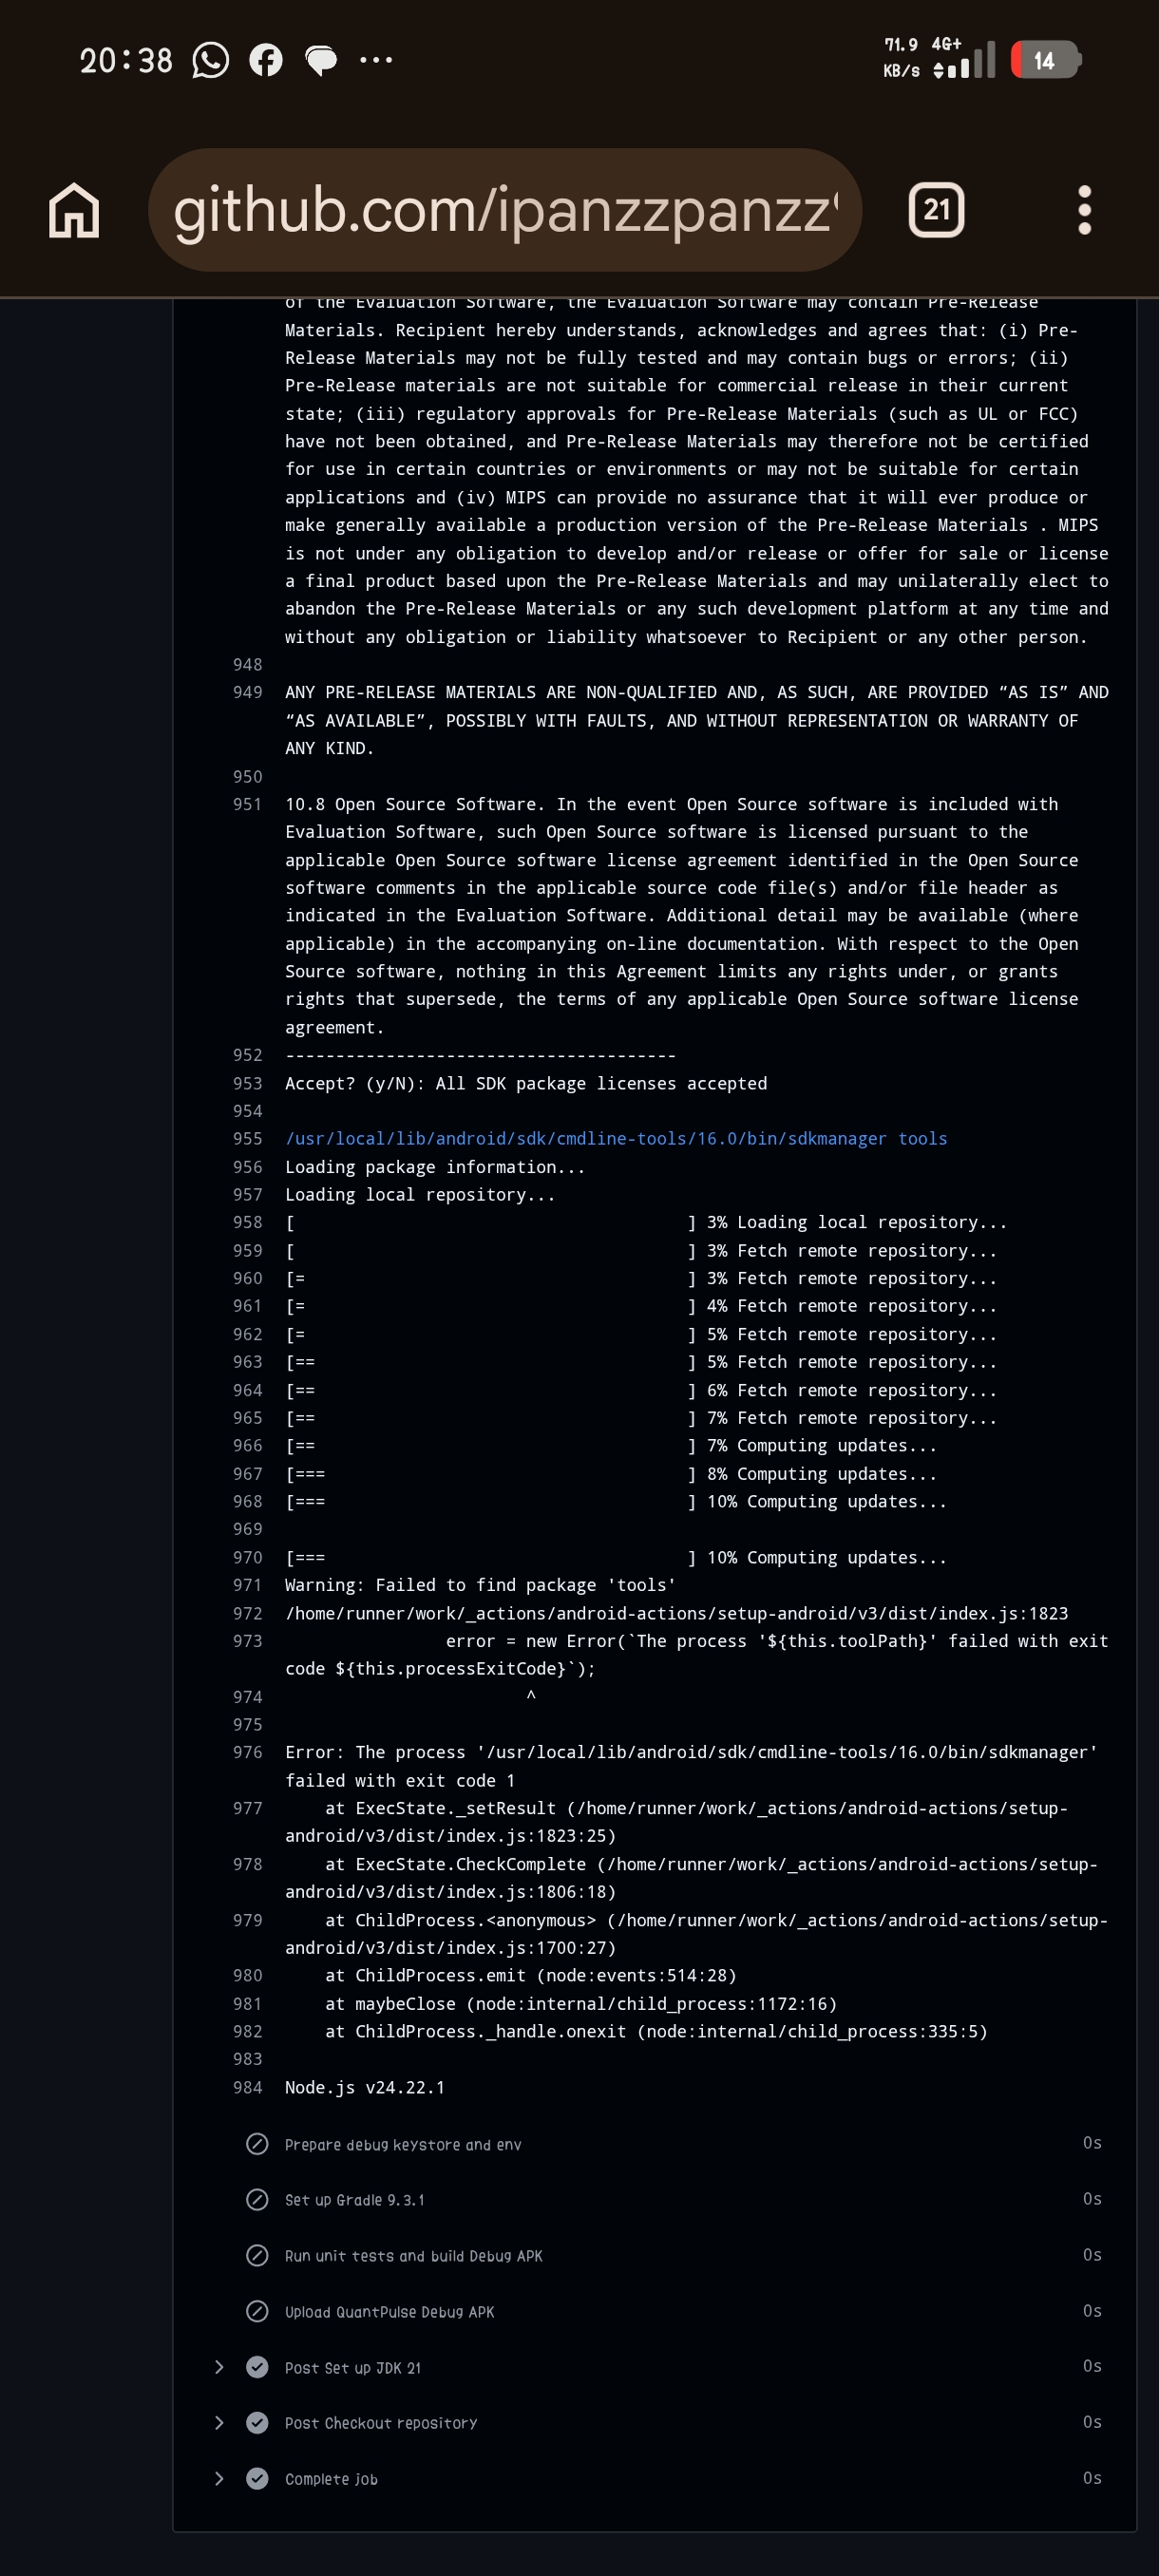 20:38
71.9 KB/s 4G+ 14
github.com/ipanzzpanzz
21
of the Evaluation Software, the Evaluation Software may contain Pre-Release
Materials. Recipient hereby understands, acknowledges and agrees that: (i) Pre-
Release Materials may not be fully tested and may contain bugs or errors; (ii)
Pre-Release materials are not suitable for commercial release in their current
state; (iii) regulatory approvals for Pre-Release Materials (such as UL or FCC)
have not been obtained, and Pre-Release Materials may therefore not be certified
for use in certain countries or environments or may not be suitable for certain
applications and (iv) MIPS can provide no assurance that it will ever produce or
make generally available a production version of the Pre-Release Materials . MIPS
is not under any obligation to develop and/or release or offer for sale or license
a final product based upon the Pre-Release Materials and may unilaterally elect to
abandon the Pre-Release Materials or any such development platform at any time and
without any obligation or liability whatsoever to Recipient or any other person.
948
949 ANY PRE-RELEASE MATERIALS ARE NON-QUALIFIED AND, AS SUCH, ARE PROVIDED “AS IS” AND
“AS AVAILABLE”, POSSIBLY WITH FAULTS, AND WITHOUT REPRESENTATION OR WARRANTY OF
ANY KIND.
950
951 10.8 Open Source Software. In the event Open Source software is included with
Evaluation Software, such Open Source software is licensed pursuant to the
applicable Open Source software license agreement identified in the Open Source
software comments in the applicable source code file(s) and/or file header as
indicated in the Evaluation Software. Additional detail may be available (where
applicable) in the accompanying on-line documentation. With respect to the Open
Source software, nothing in this Agreement limits any rights under, or grants
rights that supersede, the terms of any applicable Open Source software license
agreement.
952 ---------------------------------------
953 Accept? (y/N): All SDK package licenses accepted
954
955 /usr/local/lib/android/sdk/cmdline-tools/16.0/bin/sdkmanager tools
956 Loading package information...
957 Loading local repository...
958 [                                       ] 3% Loading local repository...
959 [                                       ] 3% Fetch remote repository...
960 [=                                      ] 3% Fetch remote repository...
961 [=                                      ] 4% Fetch remote repository...
962 [=                                      ] 5% Fetch remote repository...
963 [==                                     ] 5% Fetch remote repository...
964 [==                                     ] 6% Fetch remote repository...
965 [==                                     ] 7% Fetch remote repository...
966 [==                                     ] 7% Computing updates...
967 [===                                    ] 8% Computing updates...
968 [===                                    ] 10% Computing updates...
969
970 [===                                    ] 10% Computing updates...
971 Warning: Failed to find package 'tools'
972 /home/runner/work/_actions/android-actions/setup-android/v3/dist/index.js:1823
973                 error = new Error(`The process '${this.toolPath}' failed with exit
code ${this.processExitCode}`);
974                         ^
975
976 Error: The process '/usr/local/lib/android/sdk/cmdline-tools/16.0/bin/sdkmanager'
failed with exit code 1
977     at ExecState._setResult (/home/runner/work/_actions/android-actions/setup-
android/v3/dist/index.js:1823:25)
978     at ExecState.CheckComplete (/home/runner/work/_actions/android-actions/setup-
android/v3/dist/index.js:1806:18)
979     at ChildProcess.<anonymous> (/home/runner/work/_actions/android-actions/setup-
android/v3/dist/index.js:1700:27)
980     at ChildProcess.emit (node:events:514:28)
981     at maybeClose (node:internal/child_process:1172:16)
982     at ChildProcess._handle.onexit (node:internal/child_process:335:5)
983
984 Node.js v24.22.1
Prepare debug keystore and env 0s
Set up Gradle 9.3.1 0s
Run unit tests and build Debug APK 0s
Upload QuantPulse Debug APK 0s
Post Set up JDK 21 0s
Post Checkout repository 0s
Complete job 0s